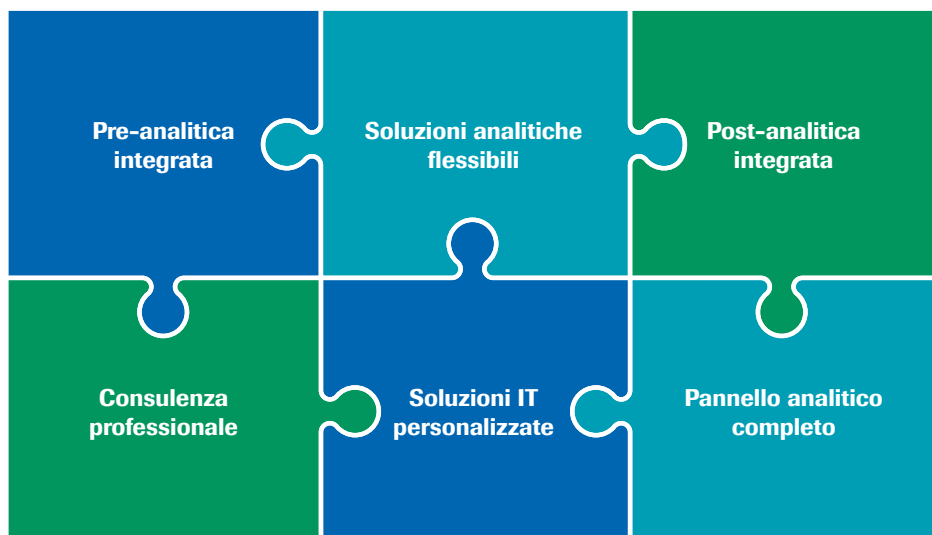 Pre-analitica
integrata
Soluzioni analitiche
flessibili
Post-analitica
integrata
Consulenza
professionale
Soluzioni IT
personalizzate
Pannello analitico
completo